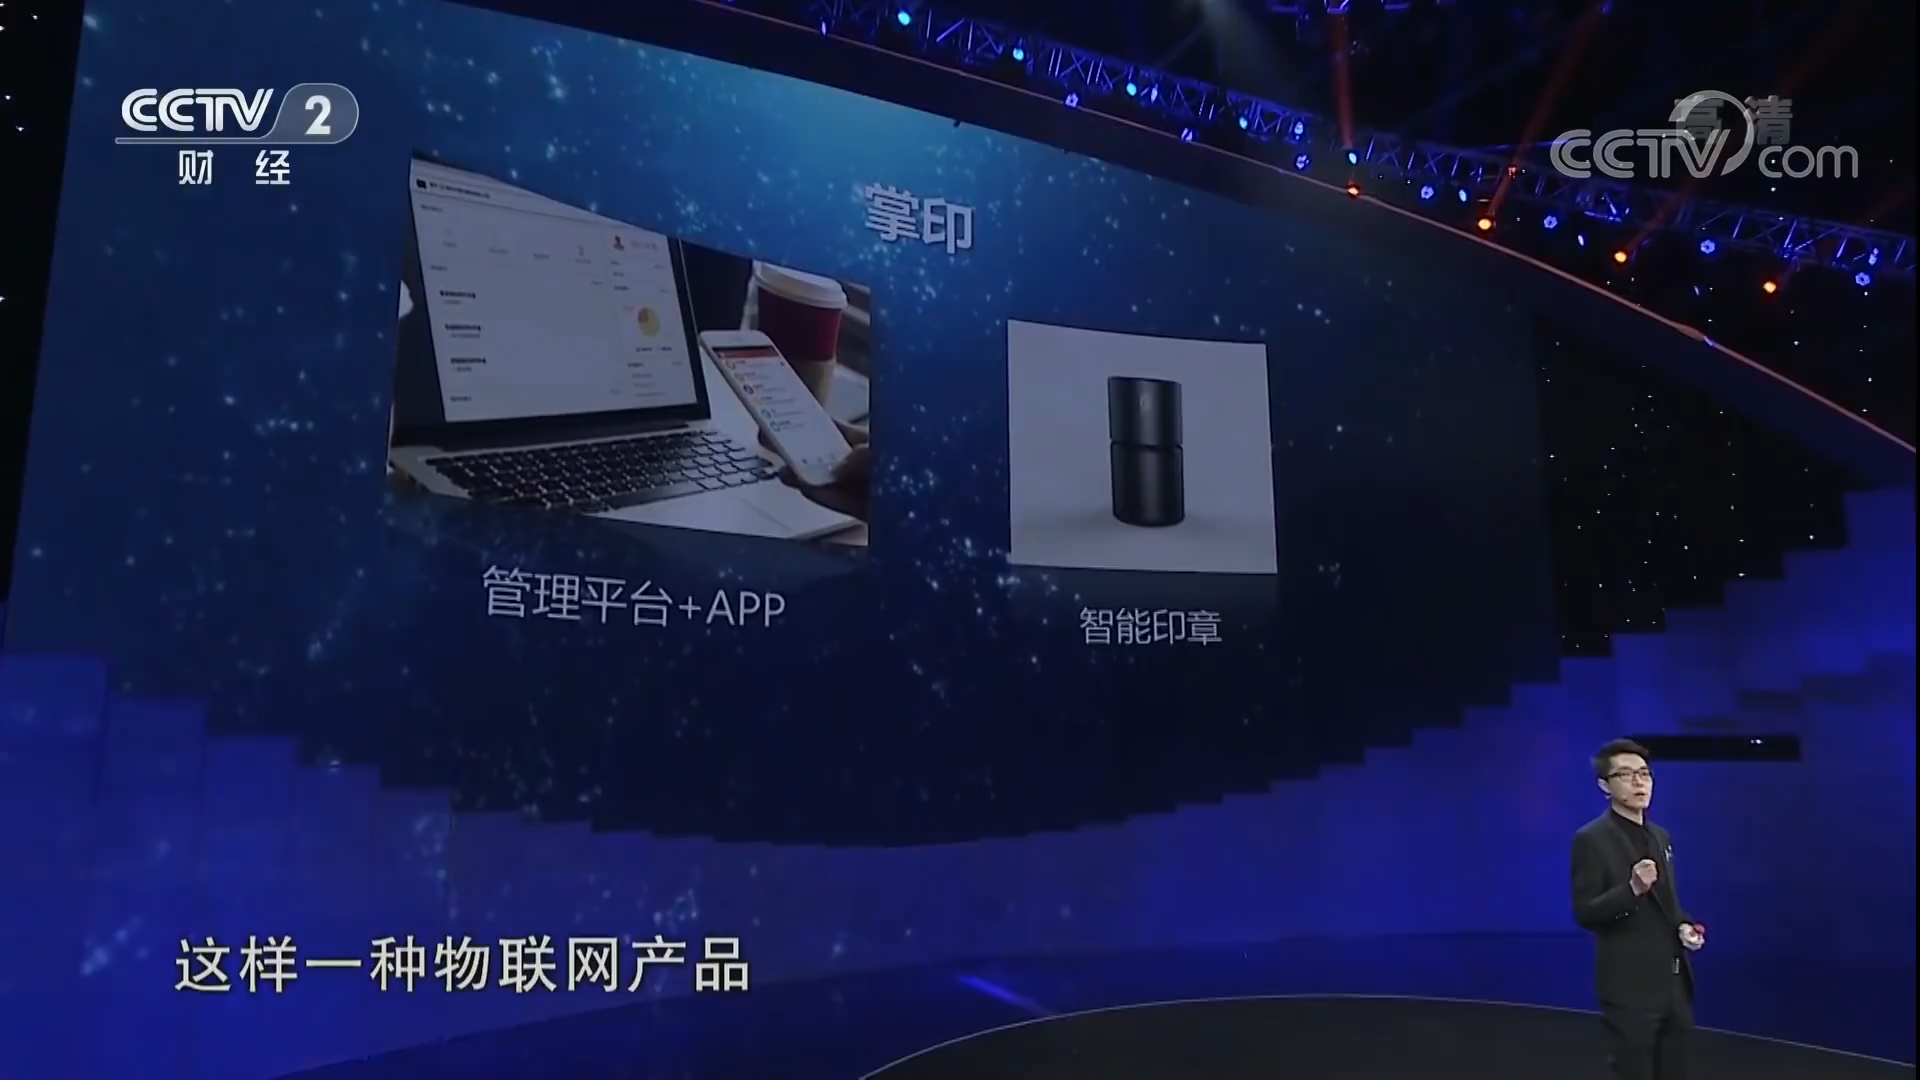 CCTV 2
财经
高清
CCTV.com
掌印
管理平台+APP
智能印章
这样一种物联网产品